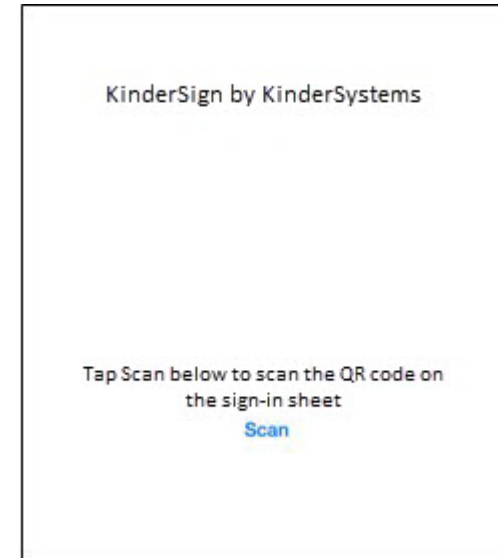 KinderSign by KinderSystems
Tap Scan below to scan the QR code on
the sign-in sheet
Scan